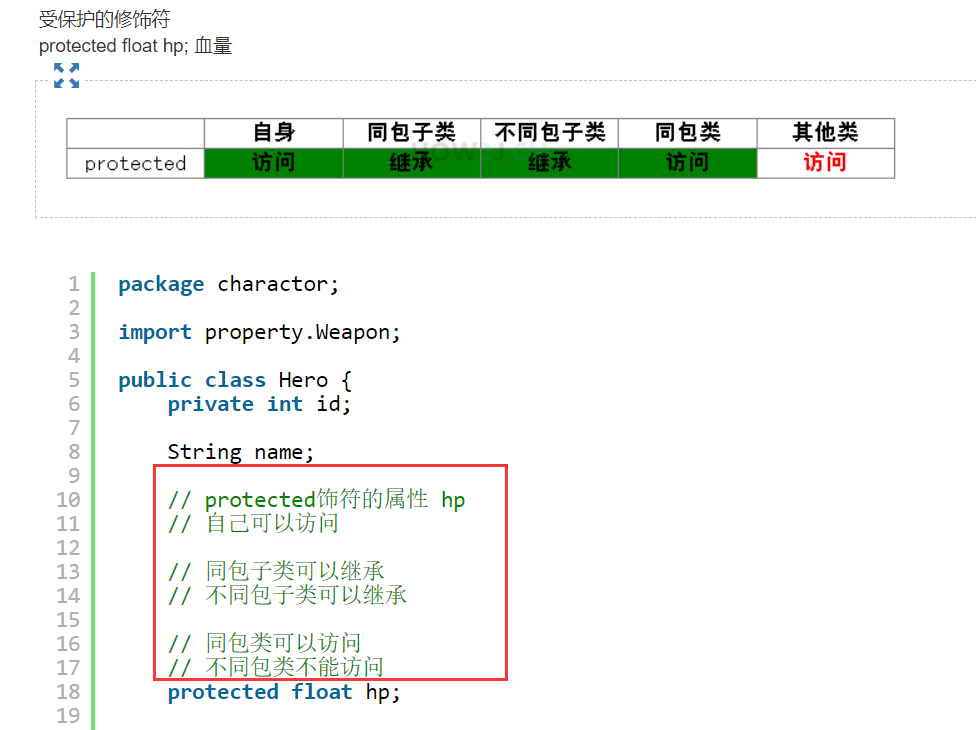 受保护的修饰符
protected float hp; 血量
自身 同包子类 不同包子类 同包类 其他类
protected 访问 继承 继承 访问 访问
1 package charactor;
2
3 import property.Weapon;
4
5 public class Hero {
6 private int id;
7
8 String name;
9
10 // protected饰符的属性 hp
11 // 自己可以访问
12
13 // 同包子类可以继承
14 // 不同包子类可以继承
15
16 // 同包类可以访问
17 // 不同包类不能访问
18 protected float hp;
19